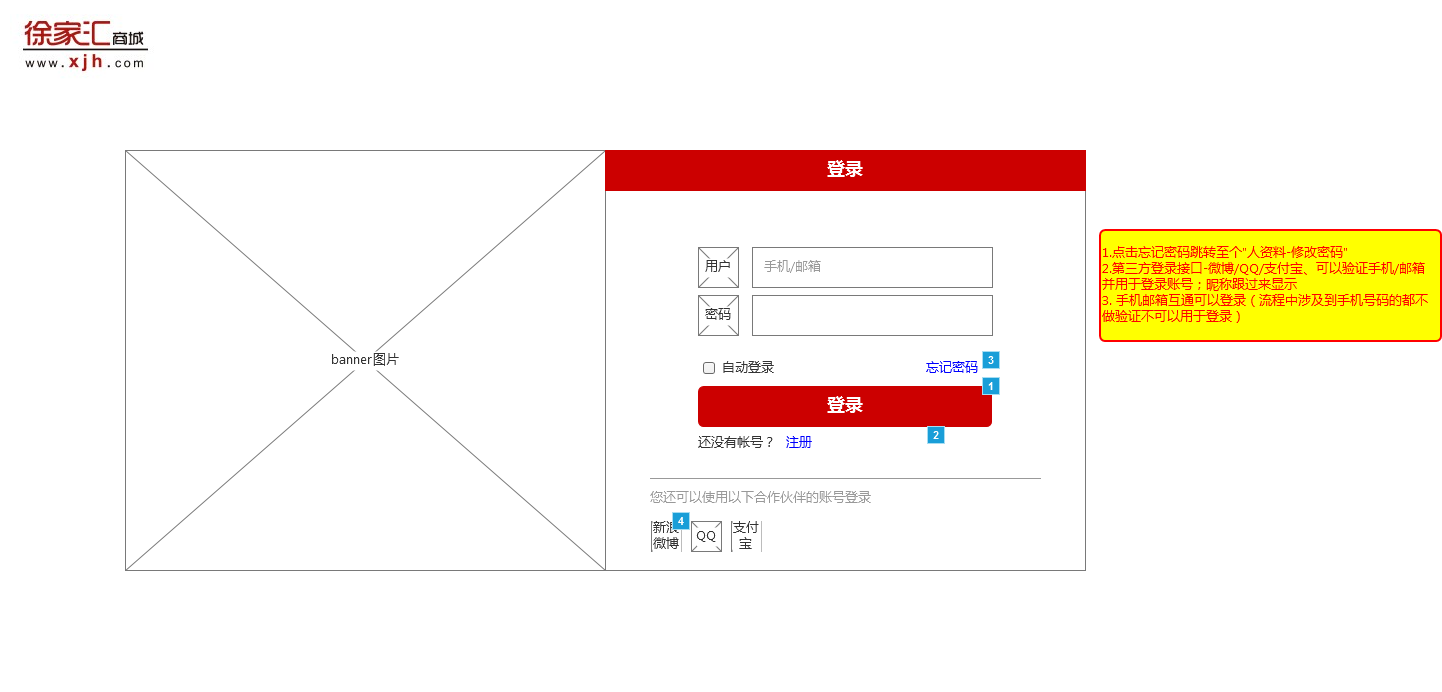 徐家汇商城
www.xjh.com
登录
用户
手机/邮箱
密码
banner图片
自动登录
忘记密码
3
1
登录
2
还没有帐号？ 注册
您还可以使用以下合作伙伴的账号登录
4
新浪
微博
QQ
支付
宝
1.点击忘记密码跳转至个"人资料-修改密码"
2.第三方登录接口-微博/QQ/支付宝、可以验证手机/邮箱
并用于登录账号；昵称跟过来显示
3. 手机邮箱互通可以登录（流程中涉及到手机号码的都不
做验证不可以用于登录）